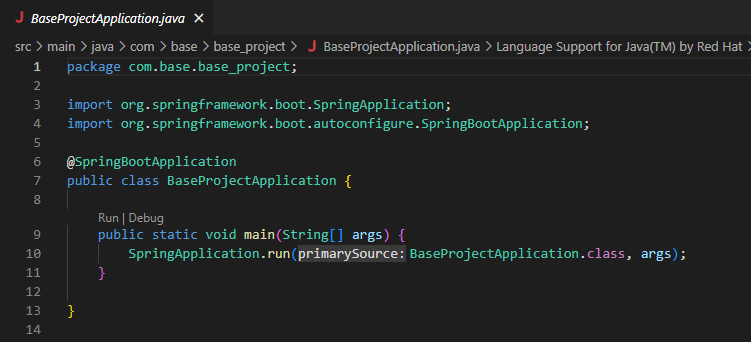 J BaseProjectApplication.java ×
src > main > java > com > base > base_project > J BaseProjectApplication.java > Language Support for Java(TM) by Red Hat >
1 package com.base.base_project;
2
3 import org.springframework.boot.SpringApplication;
4 import org.springframework.boot.autoconfigure.SpringBootApplication;
5
6 @SpringBootApplication
7 public class BaseProjectApplication {
8
Run | Debug
9 public static void main(String[] args) {
10 SpringApplication.run(primarySource: BaseProjectApplication.class, args);
11 }
12
13 }
14